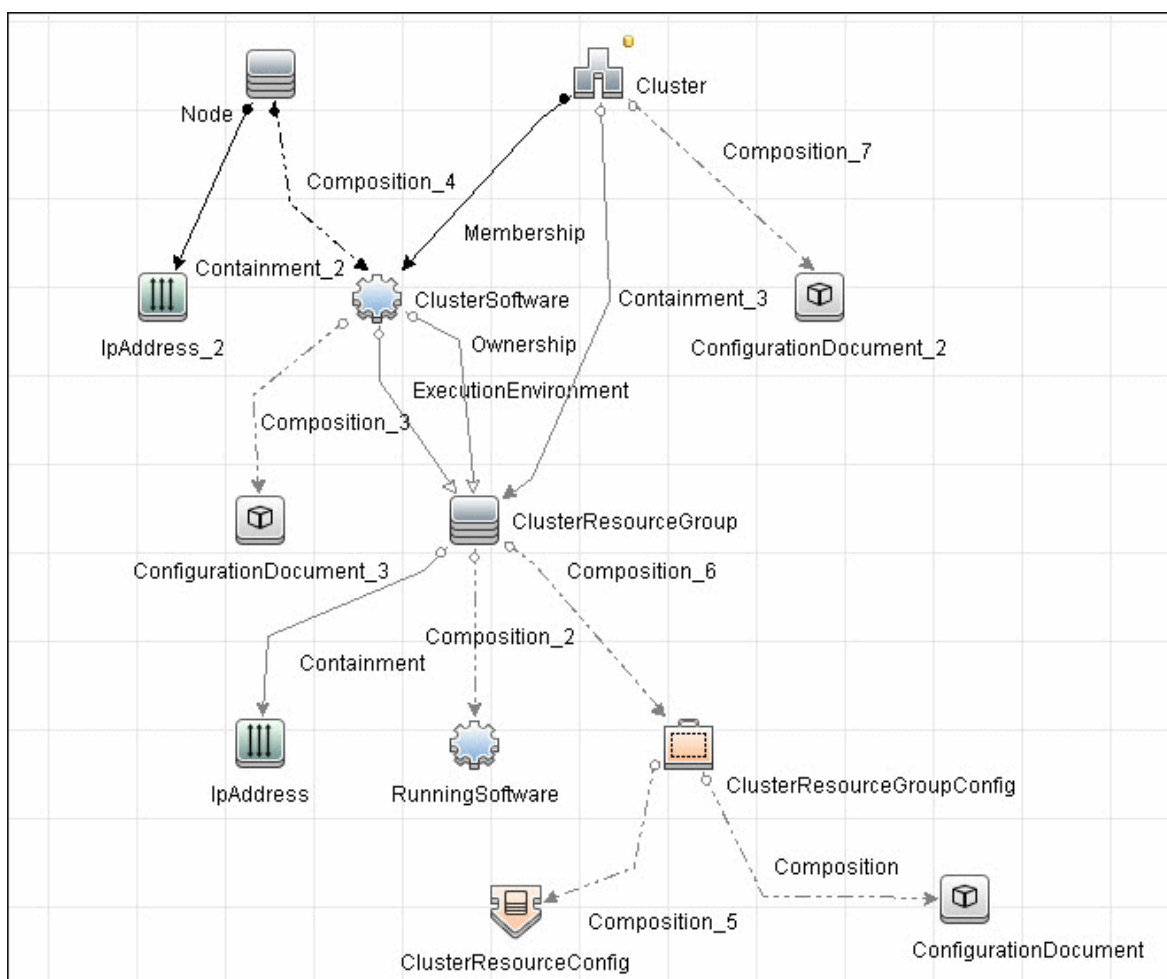 Cluster
Node
Composition_7
Composition_4
Membership
Containment_2
ClusterSoftware
Containment_3
IpAddress_2
Ownership
ConfigurationDocument_2
ExecutionEnvironment
Composition_3
ClusterResourceGroup
ConfigurationDocument_3
Composition_6
Composition_2
Containment
IpAddress
RunningSoftware
ClusterResourceGroupConfig
Composition
Composition_5
ConfigurationDocument
ClusterResourceConfig